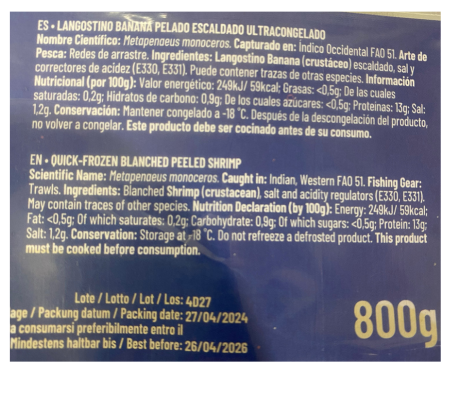 ES • LANGOSTINO BANANA PELADO ESCALDADO ULTRACONGELADO
Nombre Científico: Metapenaeus monoceros. Capturado en: Índico Occidental FAO 51. Arte de
Pesca: Redes de arrastre. Ingredientes: Langostino Banana (crustáceo) escaldado, sal y
correctores de acidez (E330, E331). Puede contener trazas de otras especies. Información
Nutricional (por 100g): Valor energético: 249kJ/ 59kcal; Grasas: <0,5g; De las cuales
saturadas: 0,2g; Hidratos de carbono: 0,9g; De los cuales azúcares: <0,5g; Proteínas: 13g; Sal:
1,2g. Conservación: Mantener congelado a -18 °C. Después de la descongelación del producto,
no volver a congelar. Este producto debe ser cocinado antes de su consumo.
EN • QUICK-FROZEN BLANCHED PEELED SHRIMP
Scientific Name: Metapenaeus monoceros. Caught in: Indian, Western FAO 51. Fishing Gear:
Trawls. Ingredients: Blanched Shrimp (crustacean), salt and acidity regulators (E330, E331).
May contain traces of other species. Nutrition Declaration (by 100g): Energy: 249kJ/ 59kcal;
Fat: <0,5g; Of which saturates: 0,2g; Carbohydrate: 0,9g; Of which sugars: <0,5g; Protein: 13g;
Salt: 1,2g. Conservation: Storage at -18 °C. Do not refreeze a defrosted product. This product
must be cooked before consumption.
Lote / Lotto / Lot / Los: 4D27
age / Packung datum / Packing date: 27/04/2024
a consumarsi preferibilmente entro il
Mindestens haltbar bis / Best before: 26/04/2026
800g